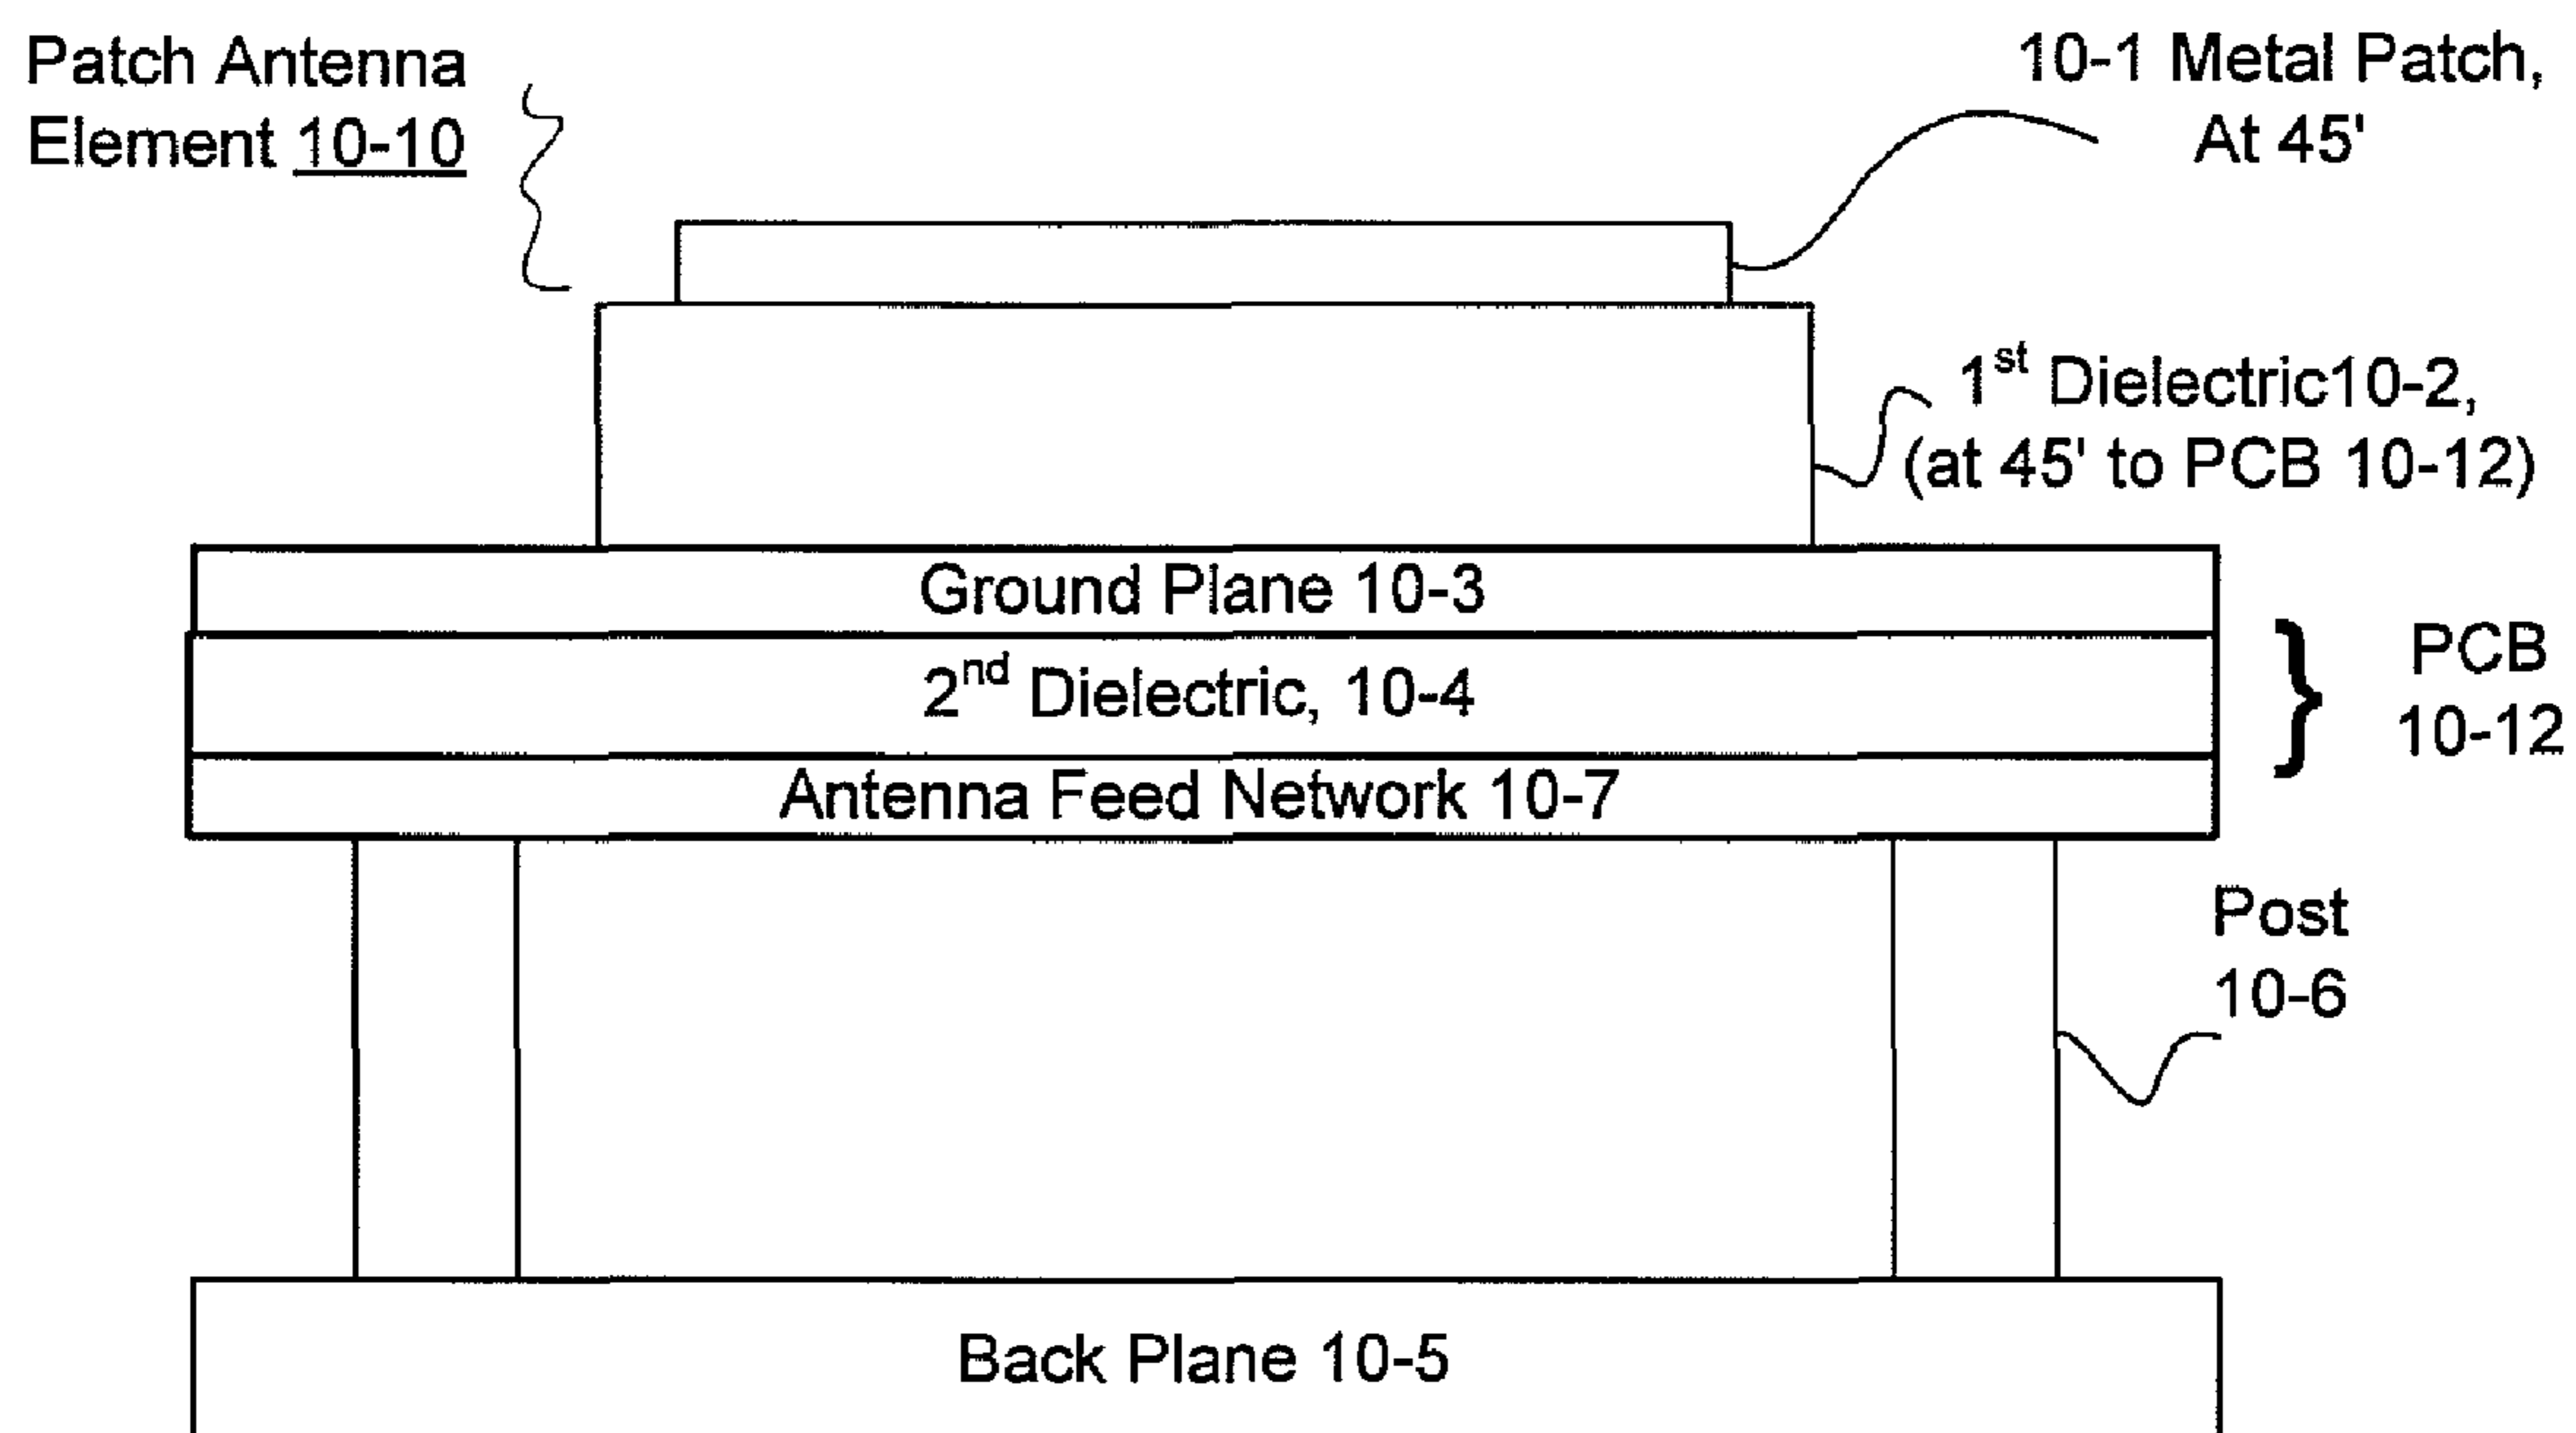 Patch Antenna
Element 10-10
10-1 Metal Patch,
At 45'
1st Dielectric10-2,
(at 45' to PCB 10-12)
Ground Plane 10-3
2nd Dielectric, 10-4
Antenna Feed Network 10-7
PCB
10-12
Post
10-6
Back Plane 10-5